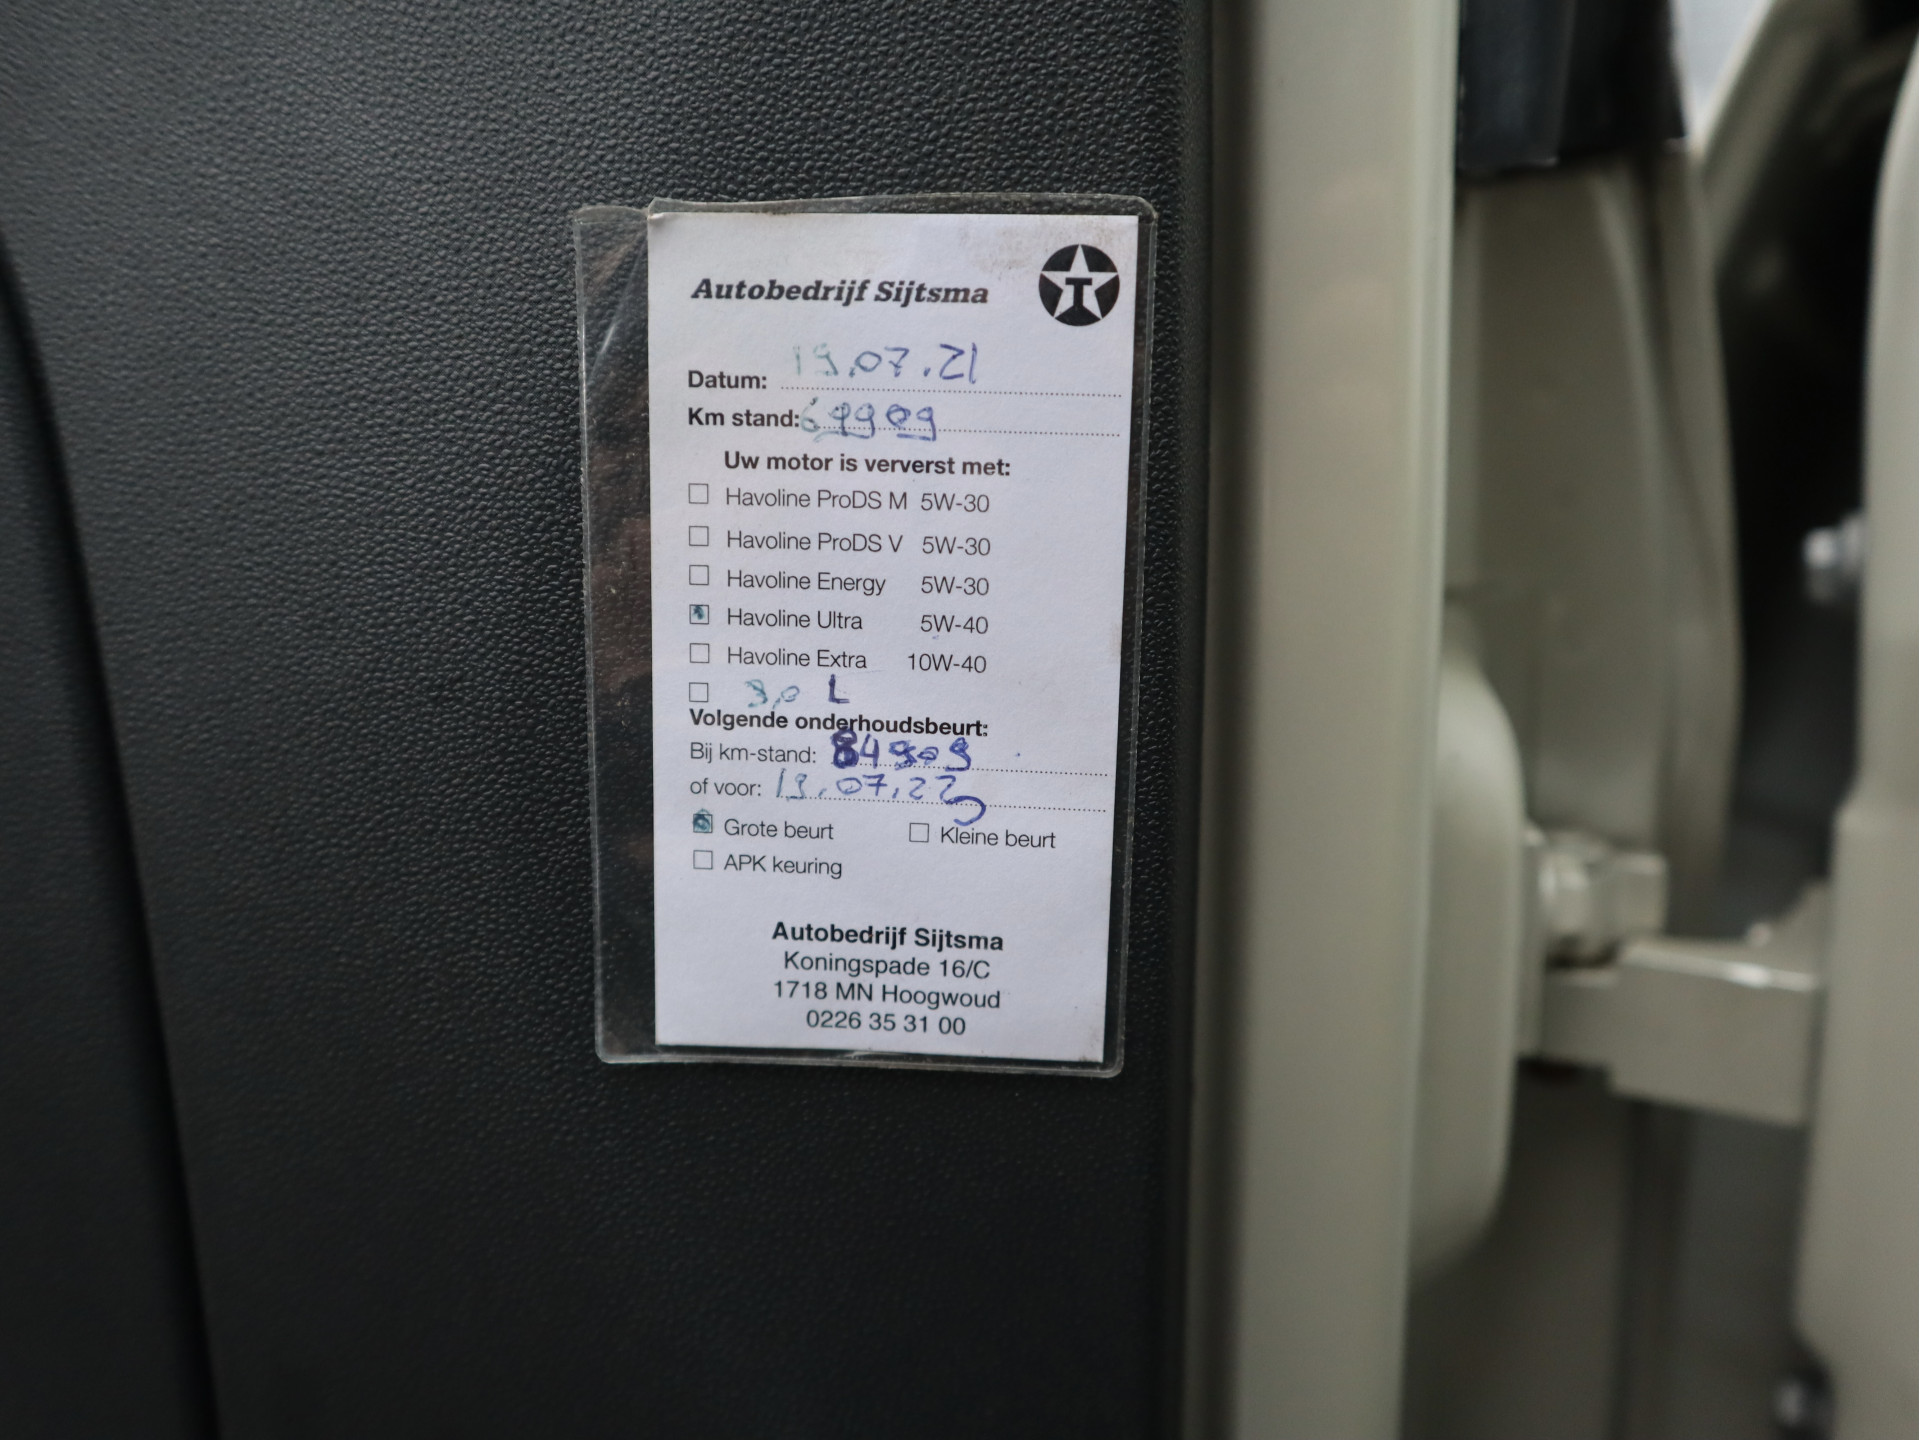 Autobedrijf Sijtsma
T
Datum: 19.07.21
Km stand: 69909
Uw motor is ververst met:
Havoline ProDS M 5W-30
Havoline ProDS V 5W-30
Havoline Energy 5W-30
Havoline Ultra 5W-40
Havoline Extra 10W-40
3,0 L
Volgende onderhoudsbeurt:
Bij km-stand: 84909
of voor: 19.07.23
Grote beurt Kleine beurt
APK keuring
Autobedrijf Sijtsma
Koningspade 16/C
1718 MN Hoogwoud
0226 35 31 00